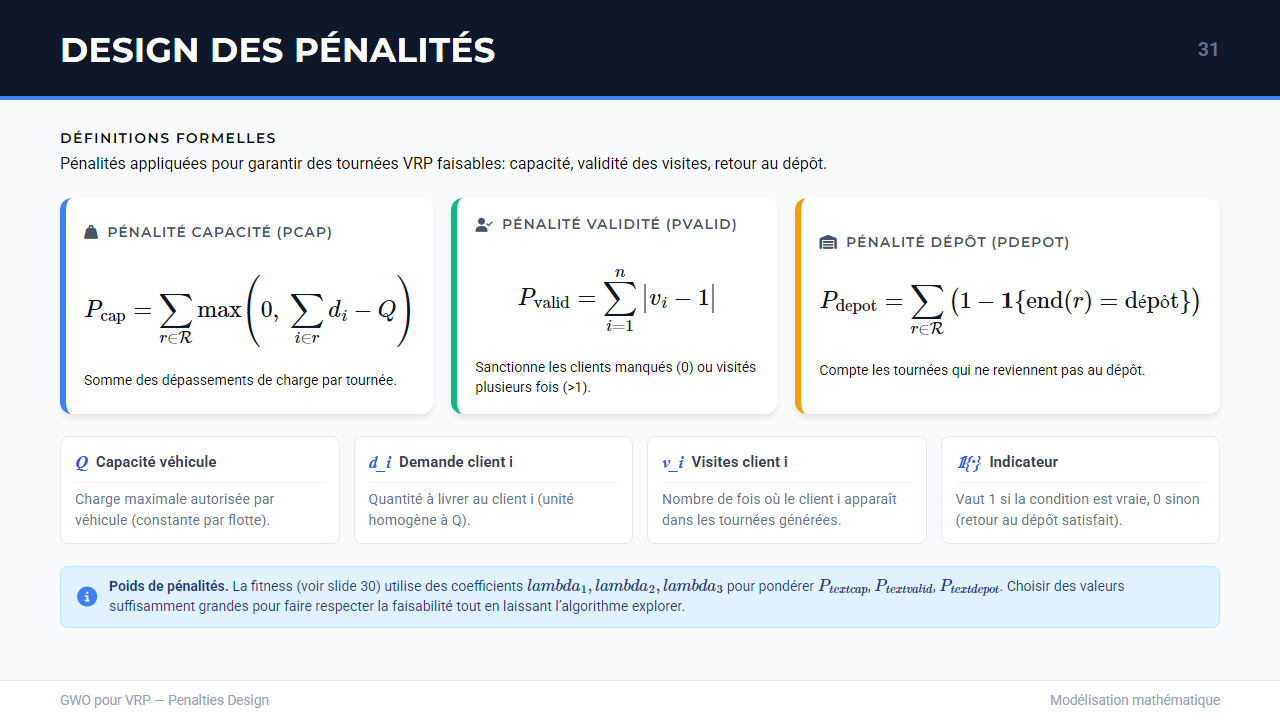 DESIGN DES PÉNALITÉS
31
DÉFINITIONS FORMELLES
Pénalités appliquées pour garantir des tournées VRP faisables: capacité, validité des visites, retour au dépôt.
PÉNALITÉ CAPACITÉ (PCAP)
P_cap = ∑_{r∈ℛ} max(0, ∑_{i∈r} d_i − Q)
Somme des dépassements de charge par tournée.
PÉNALITÉ VALIDITÉ (PVALID)
P_valid = ∑_{i=1}^{n} |v_i − 1|
Sanctionne les clients manqués (0) ou visités
plusieurs fois (>1).
PÉNALITÉ DÉPÔT (PDEPOT)
P_depot = ∑_{r∈ℛ} (1 − 𝟏{end(r) = dépôt})
Compte les tournées qui ne reviennent pas au dépôt.
Q Capacité véhicule
Charge maximale autorisée par
véhicule (constante par flotte).
d_i Demande client i
Quantité à livrer au client i (unité
homogène à Q).
v_i Visites client i
Nombre de fois où le client i apparaît
dans les tournées générées.
𝟙{·} Indicateur
Vaut 1 si la condition est vraie, 0 sinon
(retour au dépôt satisfait).
Poids de pénalités. La fitness (voir slide 30) utilise des coefficients lambda₁, lambda₂, lambda₃ pour pondérer P_textcap, P_textvalid, P_textdepot. Choisir des valeurs
suffisamment grandes pour faire respecter la faisabilité tout en laissant l’algorithme explorer.
GWO pour VRP — Penalties Design
Modélisation mathématique